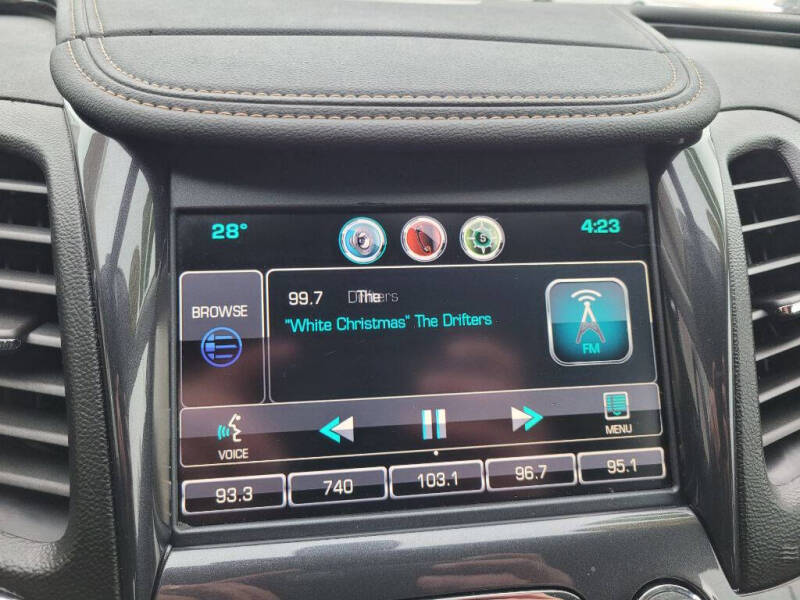 28° 4:23
BROWSE
99.7 The
"White Christmas" The Drifters
FM
VOICE
MENU
93.3 740 103.1 96.7 95.1